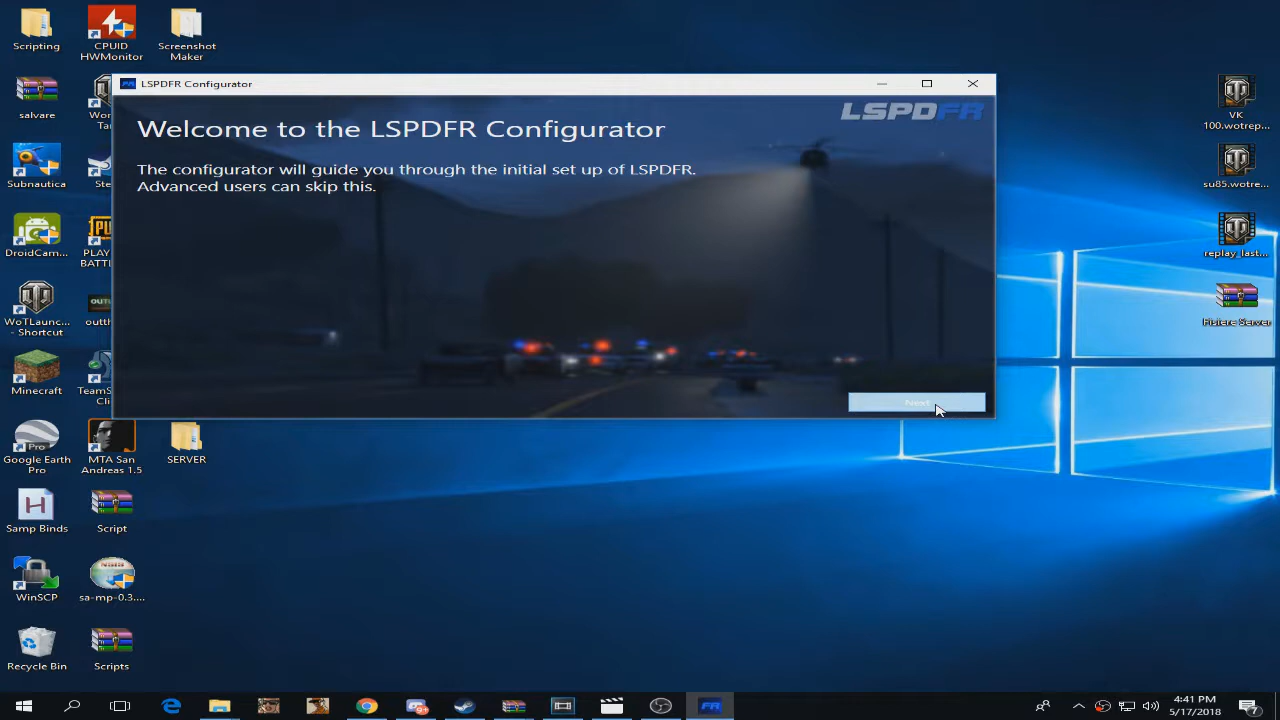 Scripting
CPUID
HWMonitor
Screenshot
Maker
LSPDFR Configurator
LSPDFR
Welcome to the LSPDFR Configurator
The configurator will guide you through the initial set up of LSPDFR.
Advanced users can skip this.
Next
salvare
Subnautica
DroidCam...
WoTLaunc...
- Shortcut
Minecraft
Google Earth
Pro
MTA San
Andreas 1.5
SERVER
Samp Binds
Script
WinSCP
sa-mp-0.3....
Recycle Bin
Scripts
VK
100.wotrep...
su85.wotre...
replay_last...
Fisiere Server
4:41 PM
5/17/2018
7